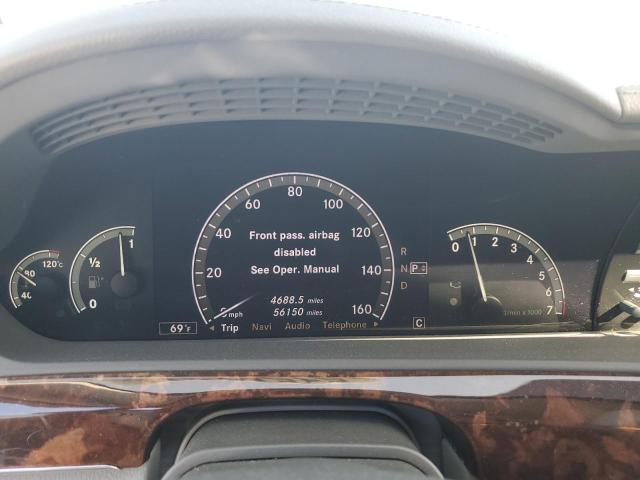 120°C
80
40
1
½
0
0 mph
20
40
60
80
100
120
140
160
Front pass. airbag
disabled
See Oper. Manual
4688.5 miles
56150 miles
69°F
Trip Navi Audio Telephone
R
N P
D
C
0 1 2 3 4 5 6 7
1/min x 1000